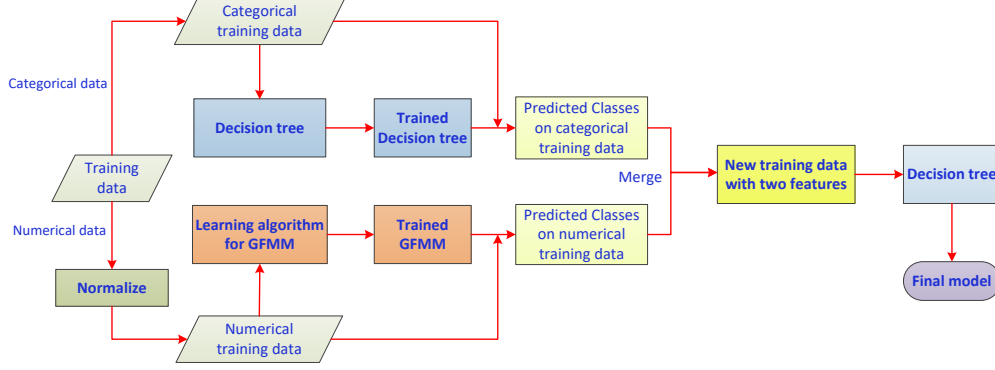 Categorical
training data
Categorical data
Decision tree
Trained
Decision tree
Predicted Classes
on categorical
training data
Training
data
Merge
New training data
with two features
Decision tree
Numerical data
Learning algorithm
for GFMM
Trained
GFMM
Predicted Classes
on numerical
training data
Normalize
Final model
Numerical
training data